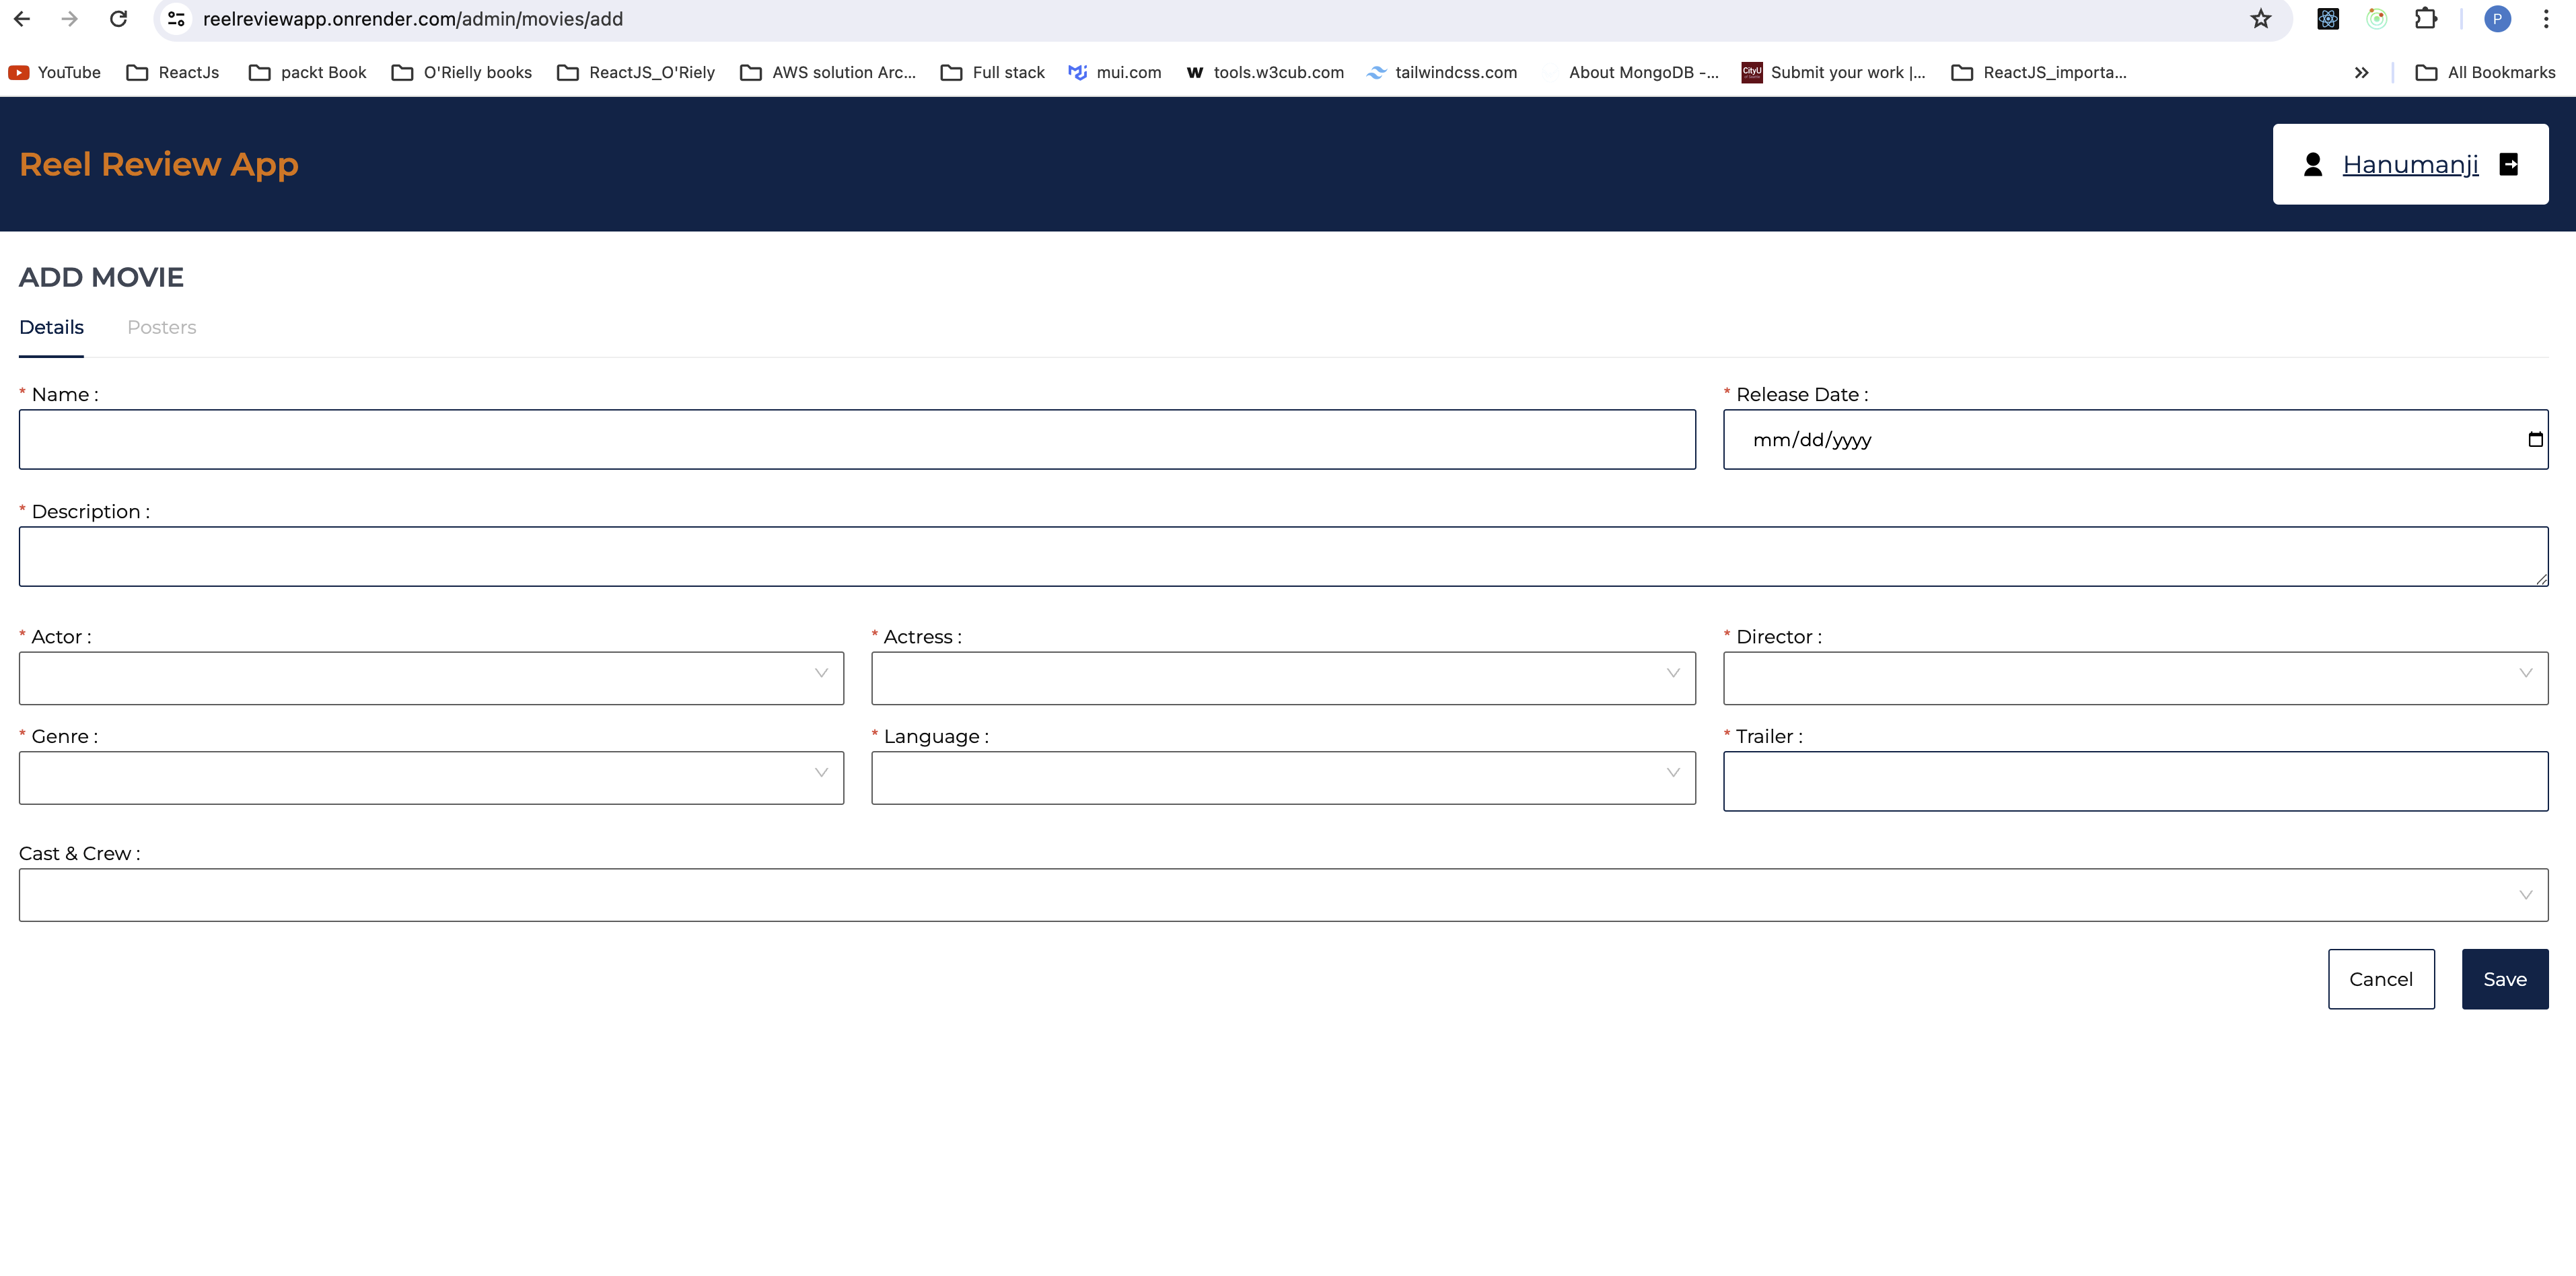 reelreviewapp.onrender.com/admin/movies/add
P
YouTube ReactJs packt Book O'Rielly books ReactJS_O'Riely AWS solution Arc... Full stack mui.com w tools.w3cub.com tailwindcss.com About MongoDB -... CityU Submit your work |... ReactJS_importa... » All Bookmarks
Reel Review App
Hanumanji
ADD MOVIE
Details Posters
* Name : * Release Date :
mm/dd/yyyy
* Description :
* Actor : * Actress : * Director :
* Genre : * Language : * Trailer :
Cast & Crew :
Cancel Save